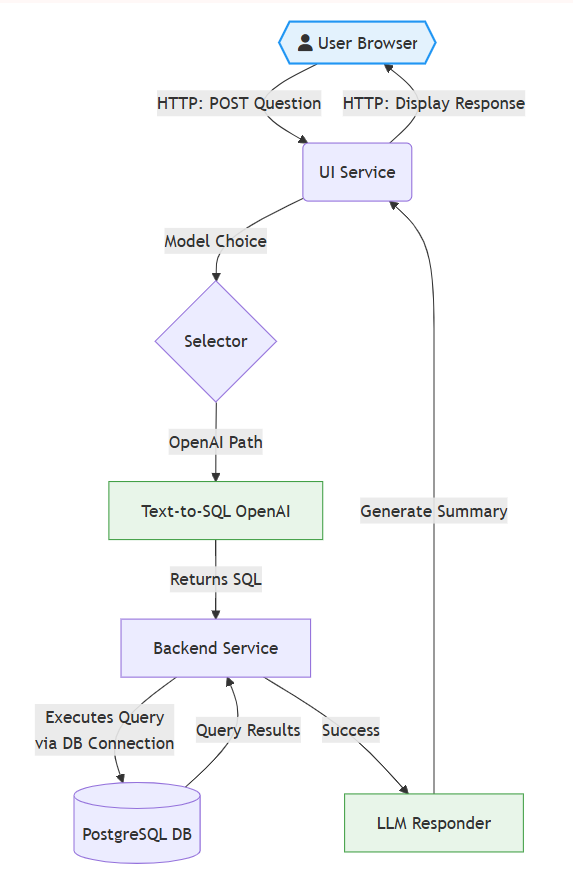 User Browser
HTTP: POST Question
HTTP: Display Response
UI Service
Model Choice
Selector
OpenAI Path
Text-to-SQL OpenAI
Generate Summary
Returns SQL
Backend Service
Executes Query
via DB Connection
Query Results
Success
PostgreSQL DB
LLM Responder